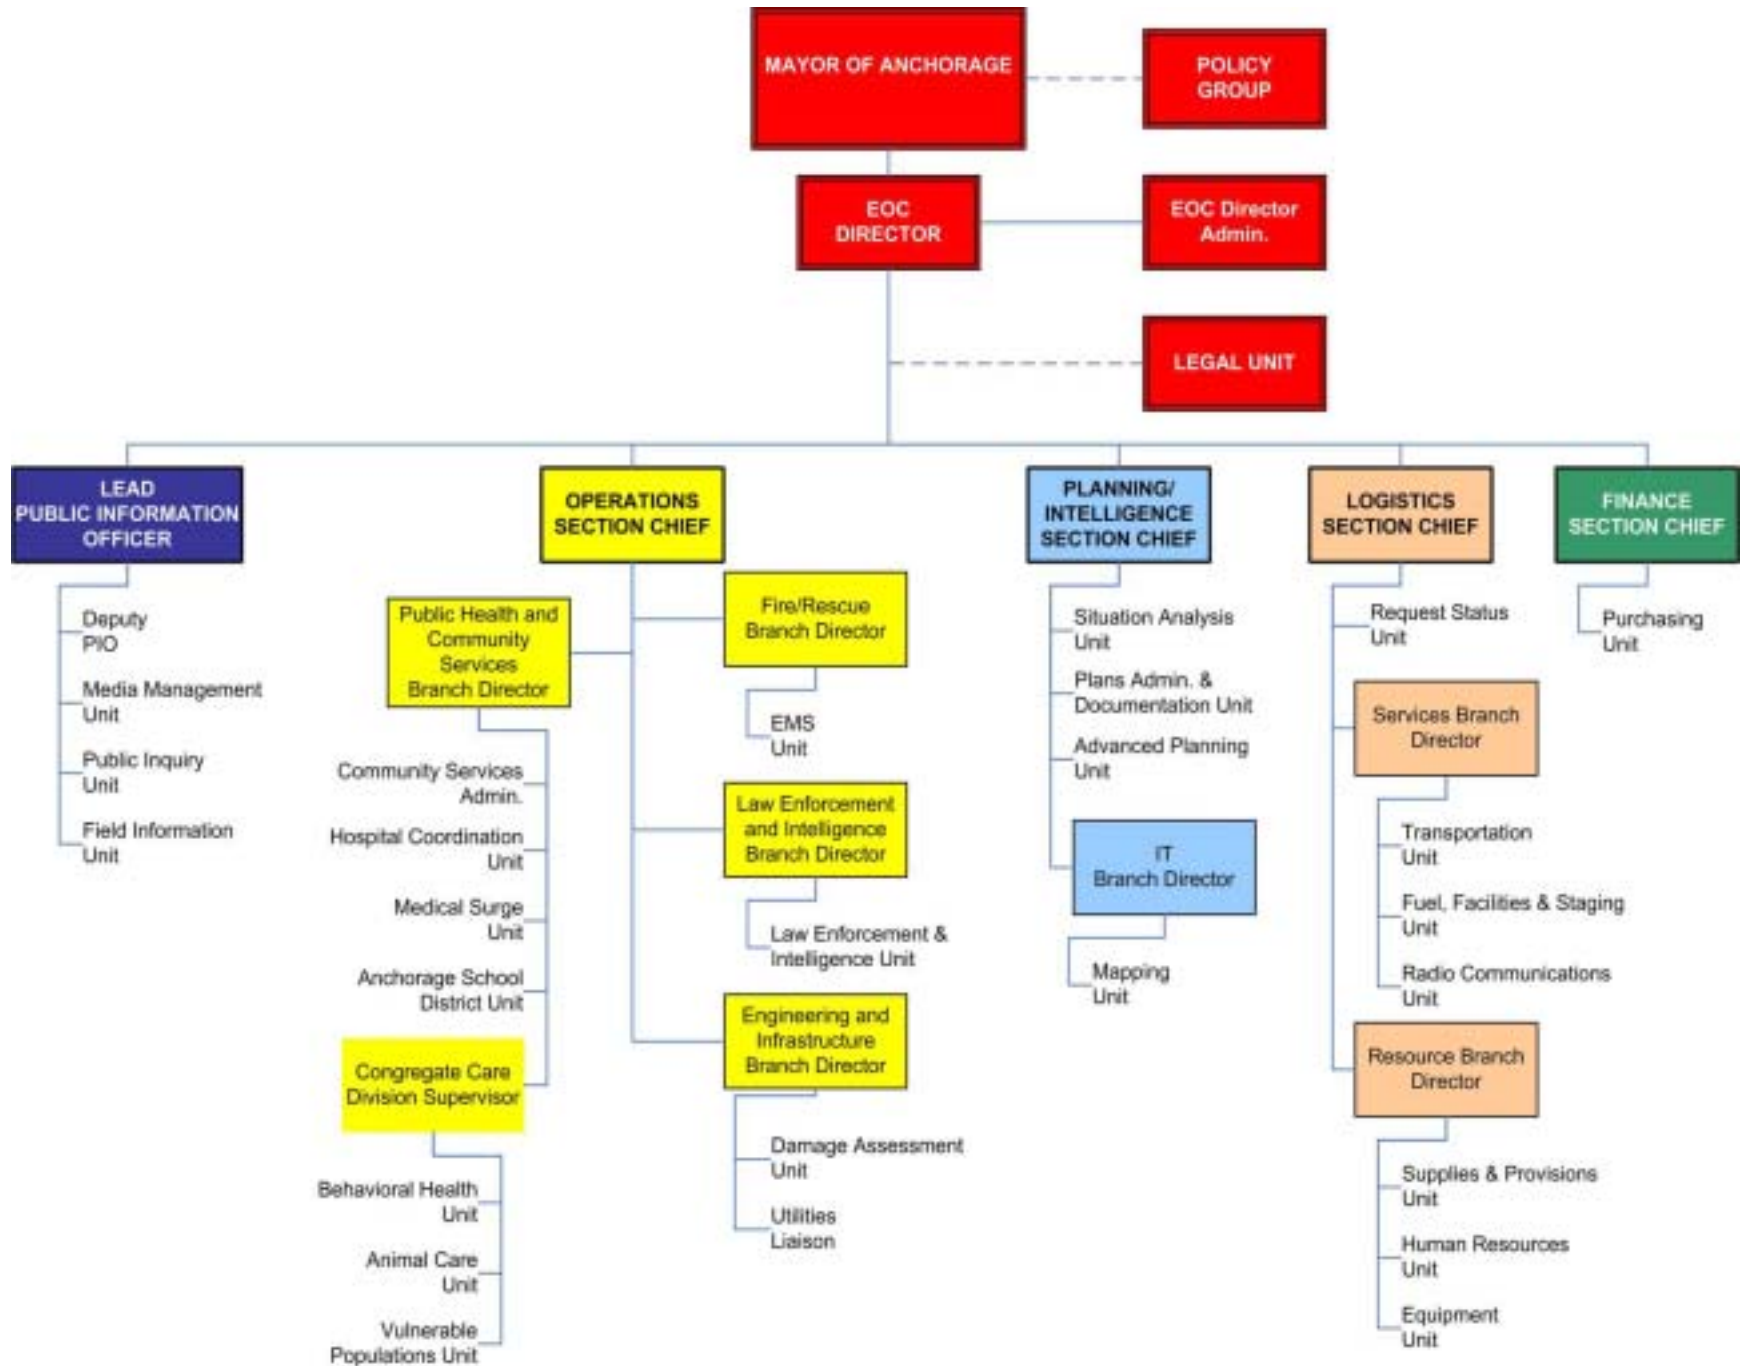 MAYOR OF ANCHORAGE
POLICY
GROUP
EOC
DIRECTOR
EOC Director
Admin.
LEGAL UNIT
LEAD
PUBLIC INFORMATION
OFFICER
Deputy
PIO
Media Management
Unit
Public Inquiry
Unit
Field Information
Unit
OPERATIONS
SECTION CHIEF
Public Health and
Community
Services
Branch Director
Community Services
Admin.
Hospital Coordination
Unit
Medical Surge
Unit
Anchorage School
District Unit
Congregate Care
Division Supervisor
Behavioral Health
Unit
Animal Care
Unit
Vulnerable
Populations Unit
Fire/Rescue
Branch Director
EMS
Unit
Law Enforcement
and Intelligence
Branch Director
Law Enforcement &
Intelligence Unit
Engineering and
Infrastructure
Branch Director
Damage Assessment
Unit
Utilities
Liaison
PLANNING/
INTELLIGENCE
SECTION CHIEF
Situation Analysis
Unit
Plans Admin. &
Documentation Unit
Advanced Planning
Unit
IT
Branch Director
Mapping
Unit
LOGISTICS
SECTION CHIEF
Request Status
Unit
Services Branch
Director
Transportation
Unit
Fuel, Facilities & Staging
Unit
Radio Communications
Unit
Resource Branch
Director
Supplies & Provisions
Unit
Human Resources
Unit
Equipment
Unit
FINANCE
SECTION CHIEF
Purchasing
Unit